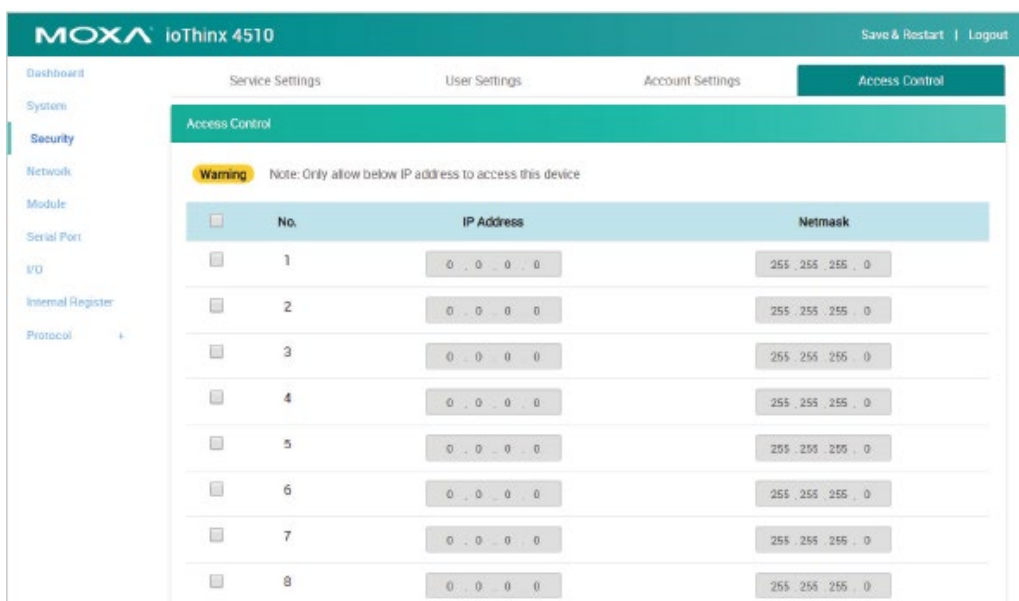 MOXA ioThinx 4510 Save & Restart | Logout
Dashboard
System
Security
Network
Module
Serial Port
I/O
Internal Register
Protocol +
Service Settings User Settings Account Settings Access Control
Access Control
Warning Note: Only allow below IP address to access this device
No. IP Address Netmask
1 0 . 0 . 0 . 0 255 . 255 . 255 . 0
2 0 . 0 . 0 . 0 255 . 255 . 255 . 0
3 0 . 0 . 0 . 0 255 . 255 . 255 . 0
4 0 . 0 . 0 . 0 255 . 255 . 255 . 0
5 0 . 0 . 0 . 0 255 . 255 . 255 . 0
6 0 . 0 . 0 . 0 255 . 255 . 255 . 0
7 0 . 0 . 0 . 0 255 . 255 . 255 . 0
8 0 . 0 . 0 . 0 255 . 255 . 255 . 0